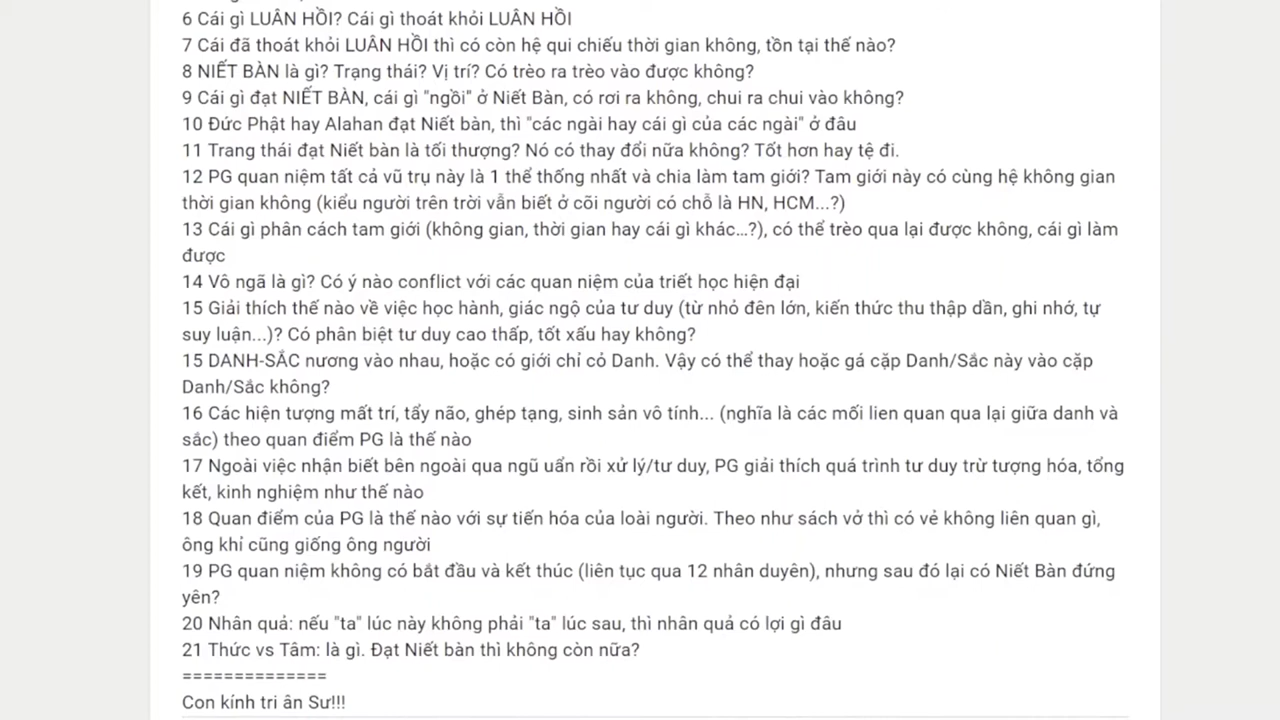 6 Cái gì LUÂN HỒI? Cái gì thoát khỏi LUÂN HỒI
7 Cái đã thoát khỏi LUÂN HỒI thì có còn hệ qui chiếu thời gian không, tồn tại thế nào?
8 NIẾT BÀN là gì? Trạng thái? Vị trí? Có trèo ra trèo vào được không?
9 Cái gì đạt NIẾT BÀN, cái gì "ngồi" ở Niết Bàn, có rơi ra không, chui ra chui vào không?
10 Đức Phật hay Alahan đạt Niết bàn, thì "các ngài hay cái gì của các ngài" ở đâu
11 Trang thái đạt Niết bàn là tối thượng? Nó có thay đổi nữa không? Tốt hơn hay tệ đi.
12 PG quan niệm tất cả vũ trụ này là 1 thể thống nhất và chia làm tam giới? Tam giới này có cùng hệ không gian
thời gian không (kiểu người trên trời vẫn biết ở cõi người có chỗ là HN, HCM...?)
13 Cái gì phân cách tam giới (không gian, thời gian hay cái gì khác...?), có thể trèo qua lại được không, cái gì làm
được
14 Vô ngã là gì? Có ý nào conflict với các quan niệm của triết học hiện đại
15 Giải thích thế nào về việc học hành, giác ngộ của tư duy (từ nhỏ đên lớn, kiến thức thu thập dần, ghi nhớ, tự
suy luận...)? Có phân biệt tư duy cao thấp, tốt xấu hay không?
15 DANH-SẮC nương vào nhau, hoặc có giới chỉ cỏ Danh. Vậy có thể thay hoặc gá cặp Danh/Sắc này vào cặp
Danh/Sắc không?
16 Các hiện tượng mất trí, tẩy não, ghép tạng, sinh sản vô tính... (nghĩa là các mối lien quan qua lại giữa danh và
sắc) theo quan điểm PG là thế nào
17 Ngoài việc nhận biết bên ngoài qua ngũ uẩn rồi xử lý/tư duy, PG giải thích quá trình tư duy trừ tượng hóa, tổng
kết, kinh nghiệm như thế nào
18 Quan điểm của PG là thế nào với sự tiến hóa của loài người. Theo như sách vở thì có vẻ không liên quan gì,
ông khỉ cũng giống ông người
19 PG quan niệm không có bắt đầu và kết thúc (liên tục qua 12 nhân duyên), nhưng sau đó lại có Niết Bàn đứng
yên?
20 Nhân quả: nếu "ta" lúc này không phải "ta" lúc sau, thì nhân quả có lợi gì đâu
21 Thức vs Tâm: là gì. Đạt Niết bàn thì không còn nữa?
==============
Con kính tri ân Sư!!!